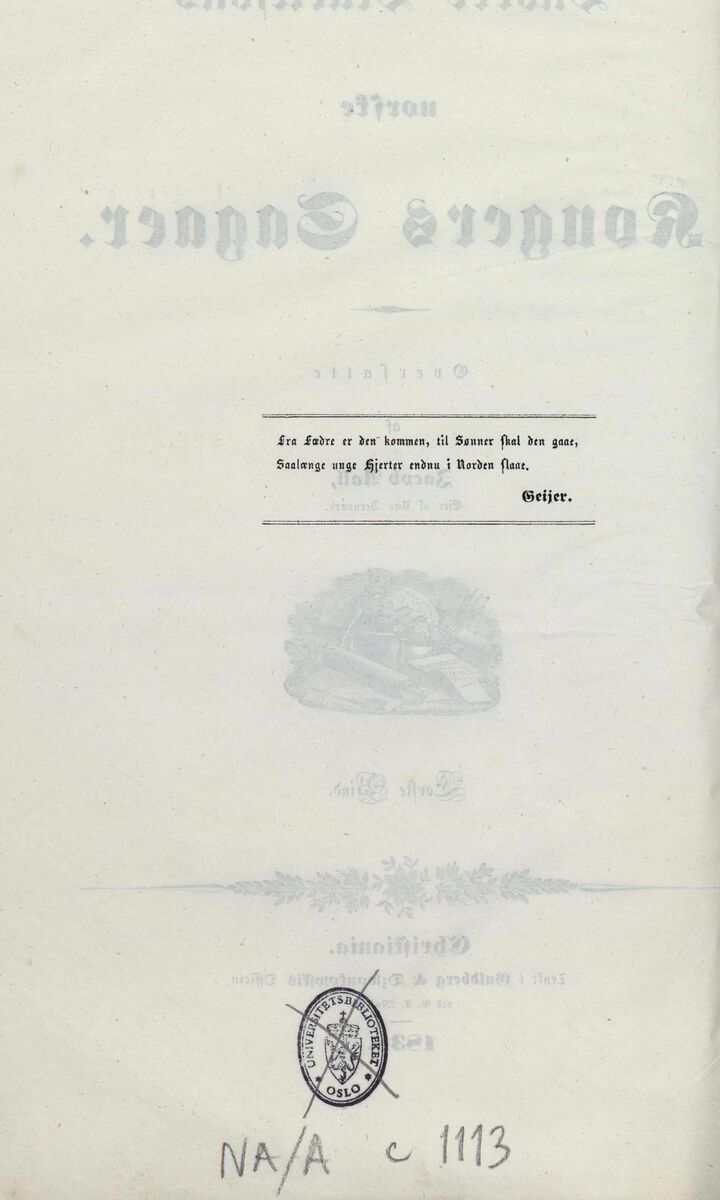 Fra Fædre er den kommen, til Sønner skal den gaae,
Saalænge unge Hjerter endnu i Norden slaae.
Geijer.
UNIVERSITETSBIBLIOTEKET
* OSLO *
NA/A c 1113